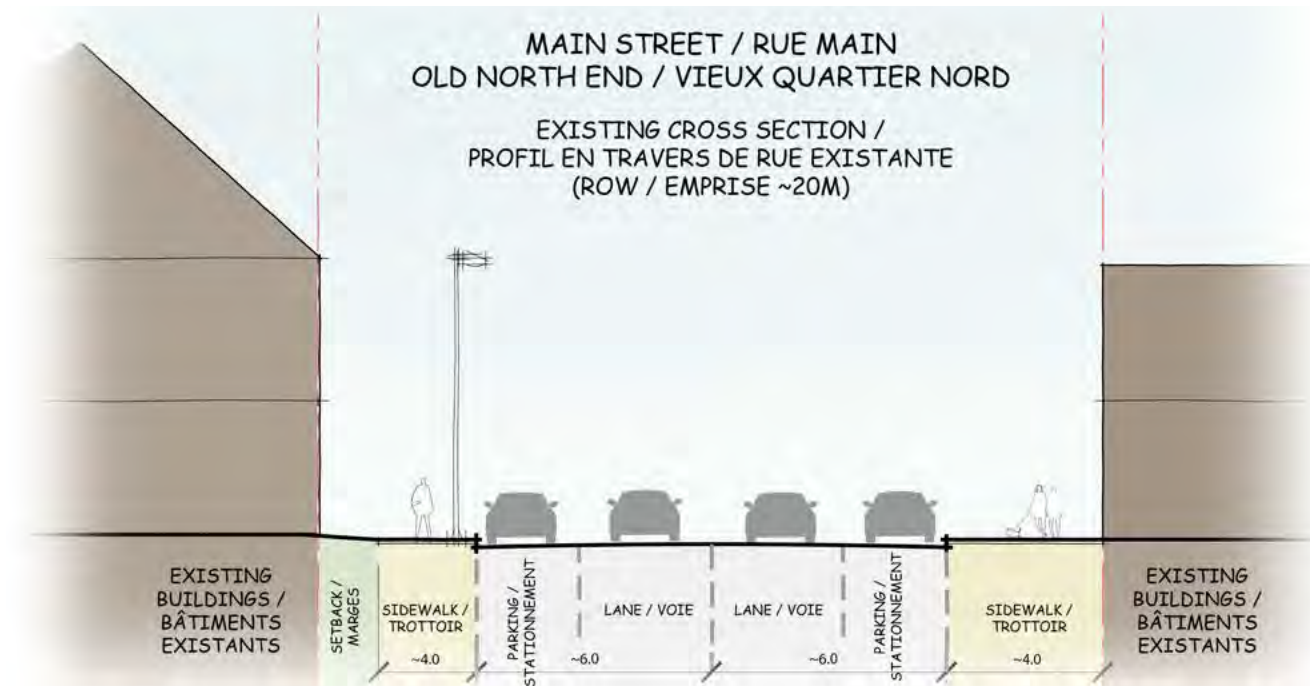 MAIN STREET / RUE MAIN
OLD NORTH END / VIEUX QUARTIER NORD
EXISTING CROSS SECTION /
PROFIL EN TRAVERS DE RUE EXISTANTE
(ROW / EMPRISE ~20M)
EXISTING
BUILDINGS /
BÂTIMENTS
EXISTANTS
SETBACK /
MARGES
SIDEWALK /
TROTTOIR
PARKING /
STATIONNEMENT
LANE / VOIE
LANE / VOIE
PARKING /
STATIONNEMENT
SIDEWALK /
TROTTOIR
EXISTING
BUILDINGS /
BÂTIMENTS
EXISTANTS
~4.0
~6.0
~6.0
~4.0